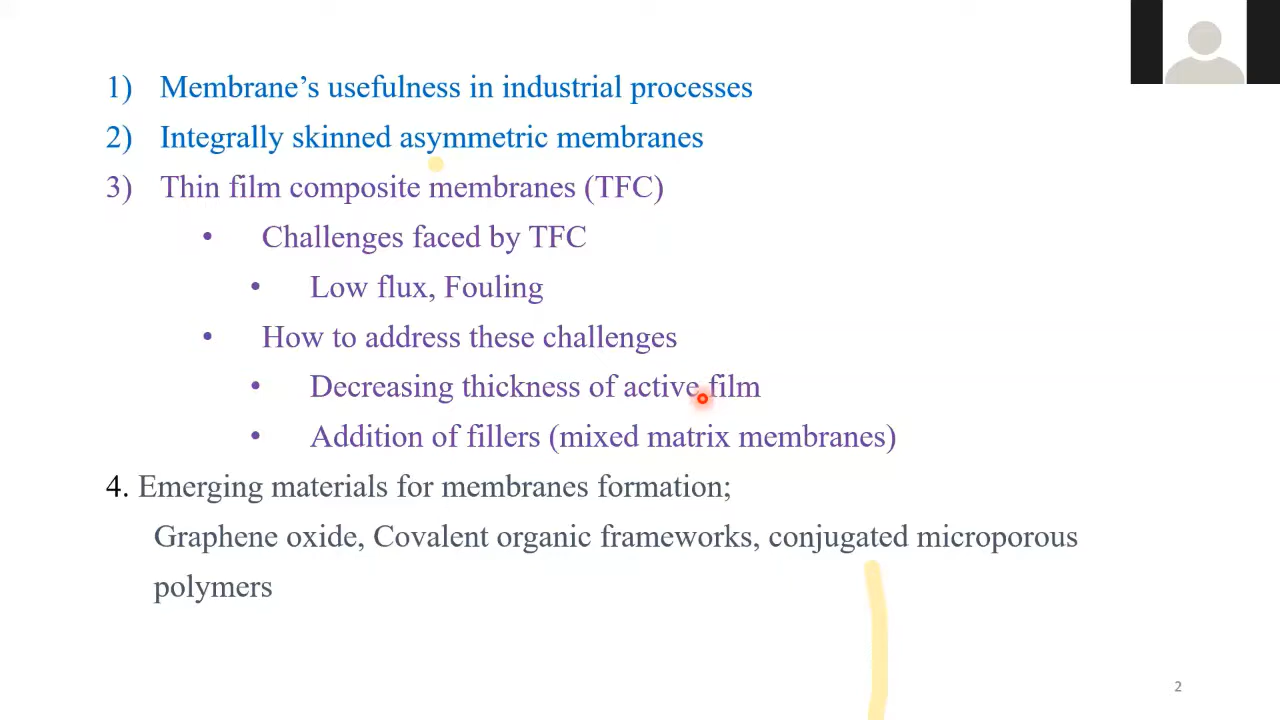 1) Membrane’s usefulness in industrial processes
2) Integrally skinned asymmetric membranes
3) Thin film composite membranes (TFC)
• Challenges faced by TFC
• Low flux, Fouling
• How to address these challenges
• Decreasing thickness of active film
• Addition of fillers (mixed matrix membranes)
4. Emerging materials for membranes formation;
Graphene oxide, Covalent organic frameworks, conjugated microporous
polymers
2